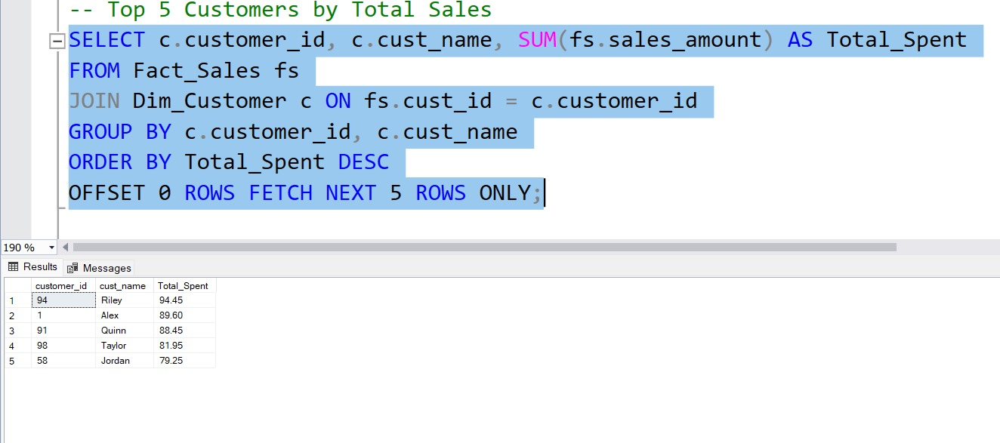 -- Top 5 Customers by Total Sales
SELECT c.customer_id, c.cust_name, SUM(fs.sales_amount) AS Total_Spent
FROM Fact_Sales fs
JOIN Dim_Customer c ON fs.cust_id = c.customer_id
GROUP BY c.customer_id, c.cust_name
ORDER BY Total_Spent DESC
OFFSET 0 ROWS FETCH NEXT 5 ROWS ONLY;
190 %
Results Messages
customer_id cust_name Total_Spent
1 94 Riley 94.45
2 1 Alex 89.60
3 91 Quinn 88.45
4 98 Taylor 81.95
5 58 Jordan 79.25